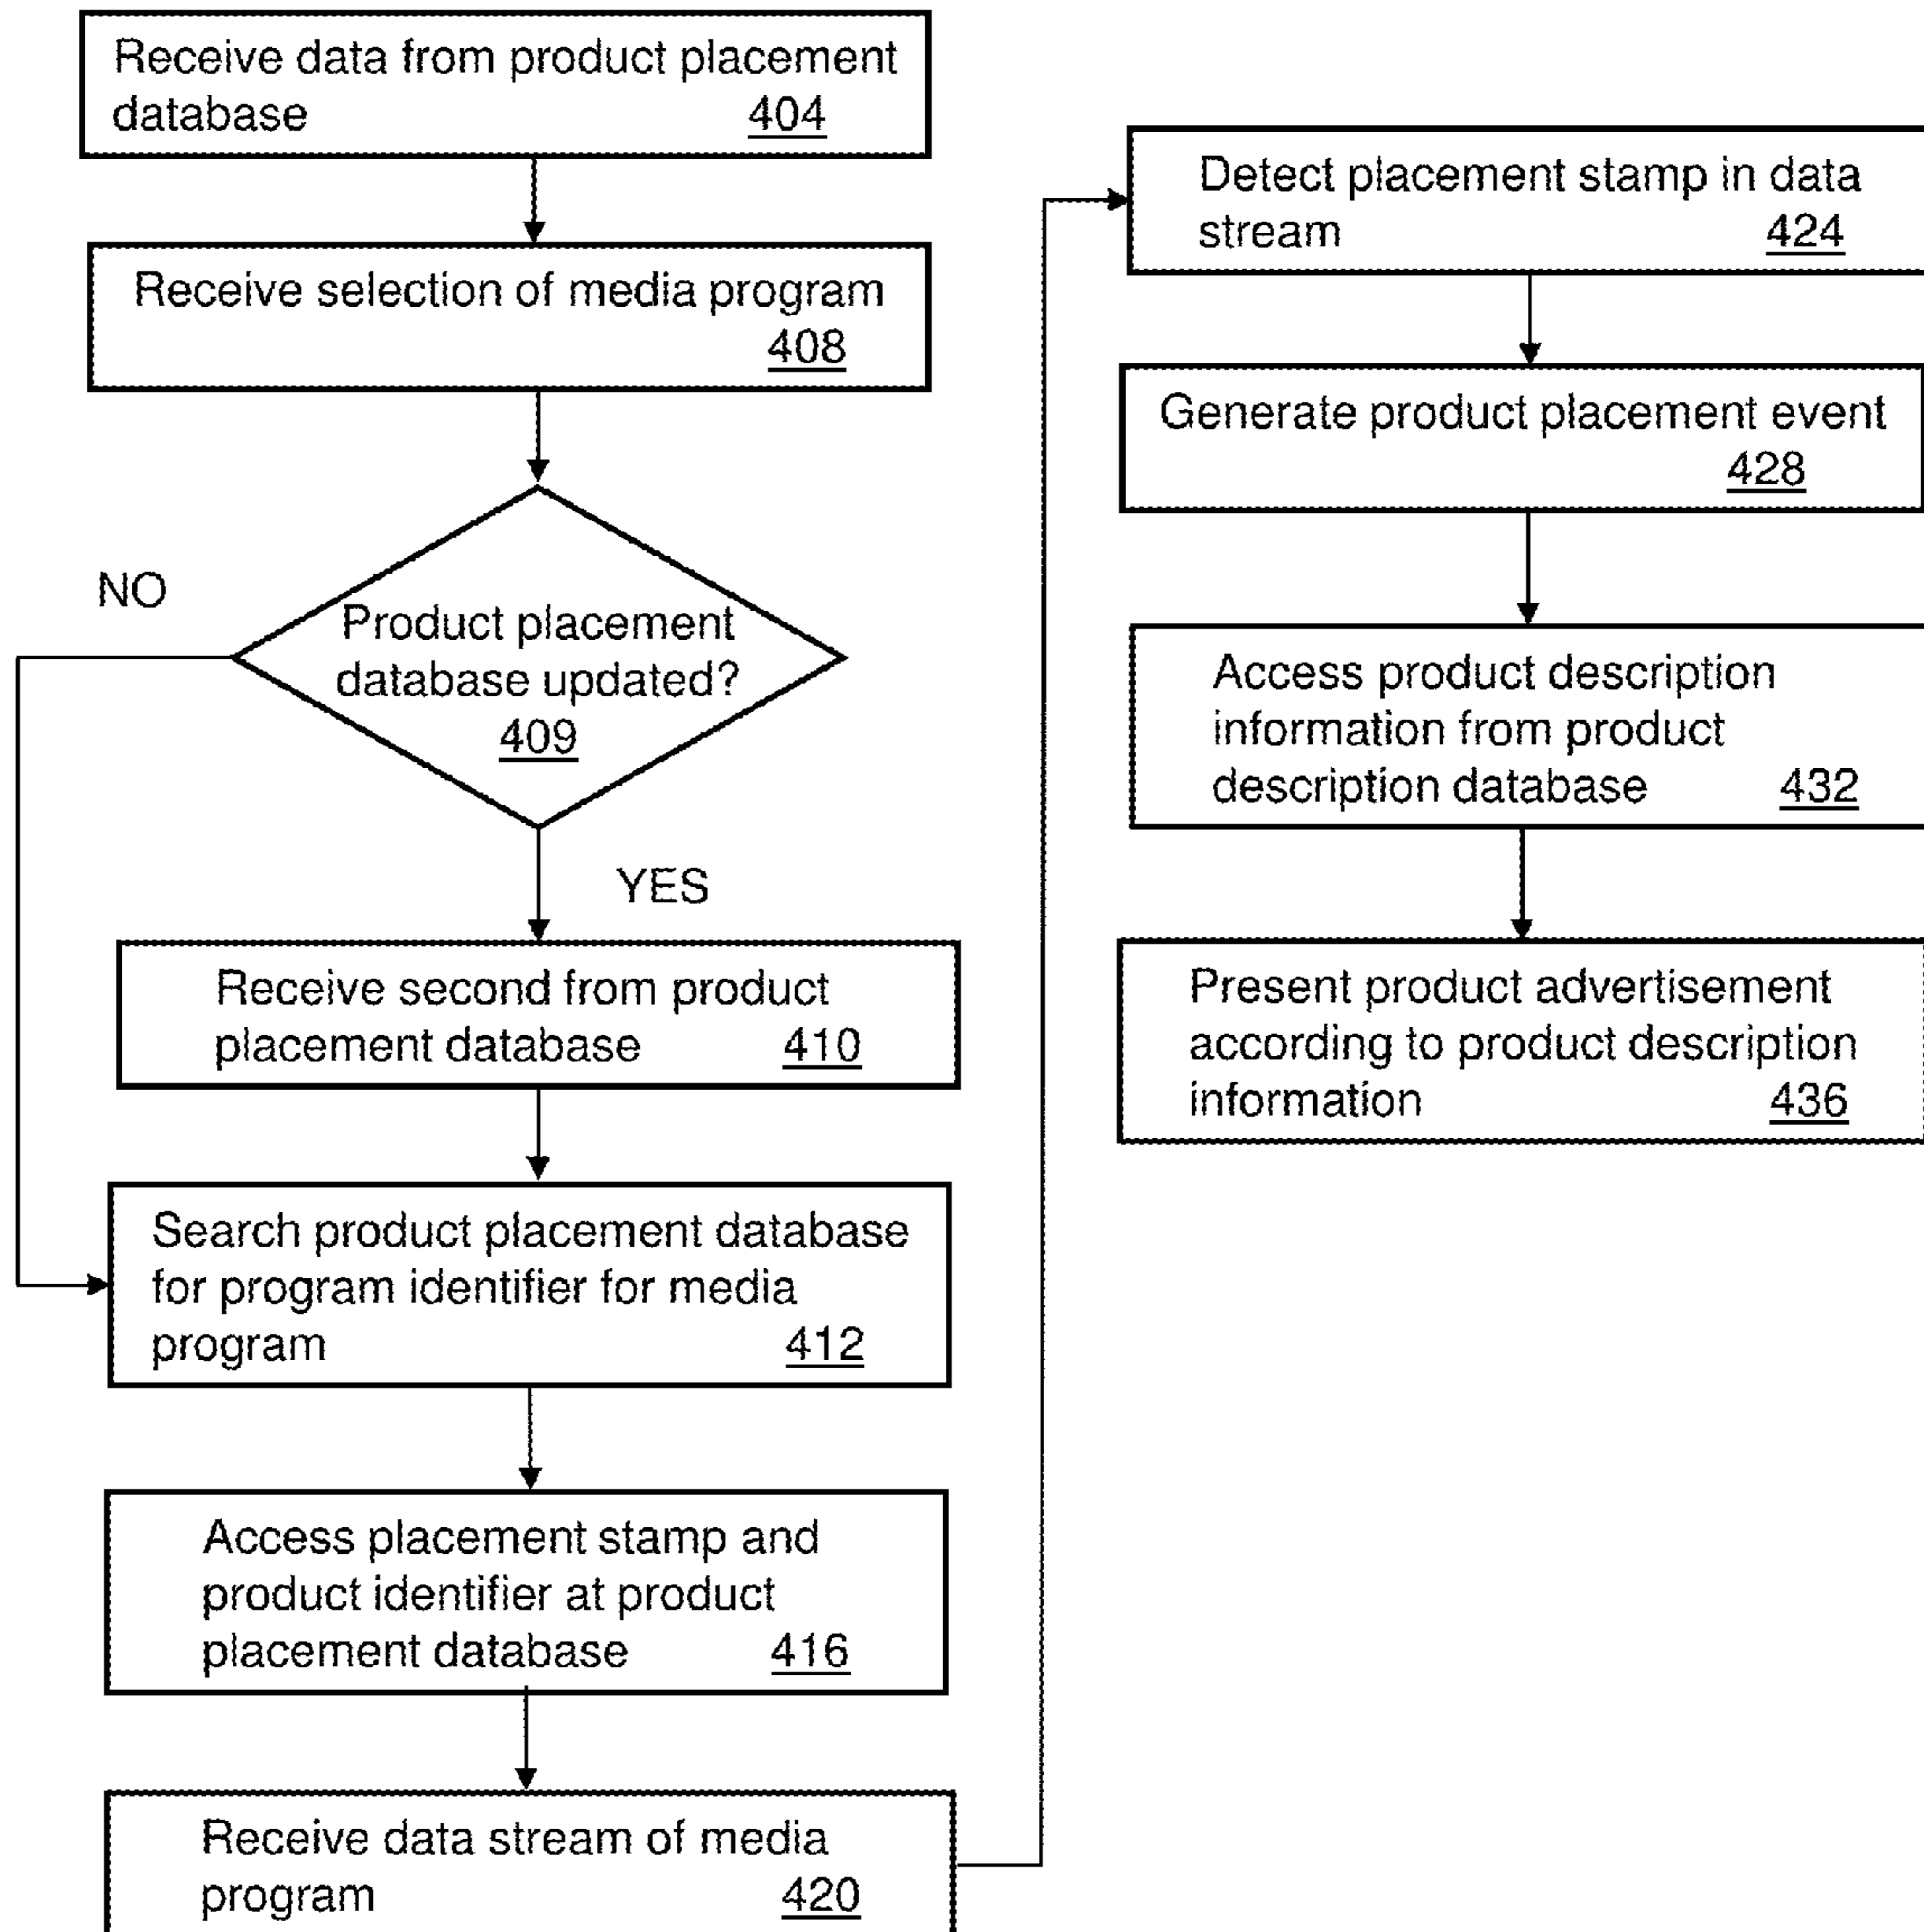 Receive data from product placement
database 404
Receive selection of media program
408
NO
Product placement
database updated?
409
YES
Receive second from product
placement database 410
Search product placement database
for program identifier for media
program 412
Access placement stamp and
product identifier at product
placement database 416
Receive data stream of media
program 420
Detect placement stamp in data
stream 424
Generate product placement event
428
Access product description
information from product
description database 432
Present product advertisement
according to product description
information 436